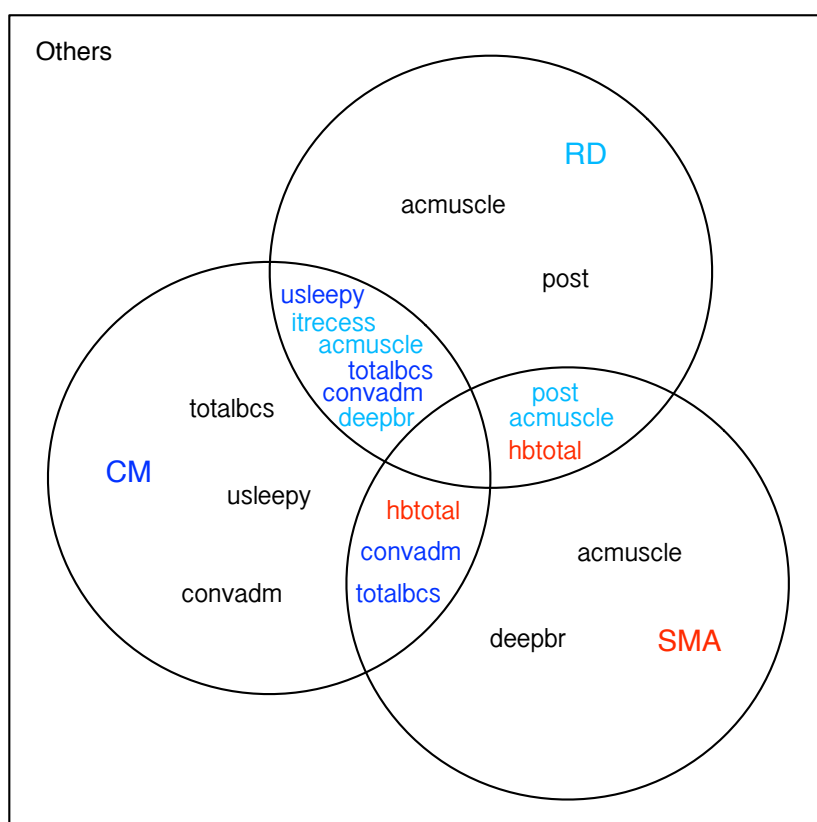 Others
RD
acmuscle
post
usleepy
itrecess
acmuscle
totalbcs
convadm
deepbr
post
acmuscle
hbtotal
totalbcs
CM
usleepy
convadm
hbtotal
convadm
totalbcs
acmuscle
deepbr
SMA